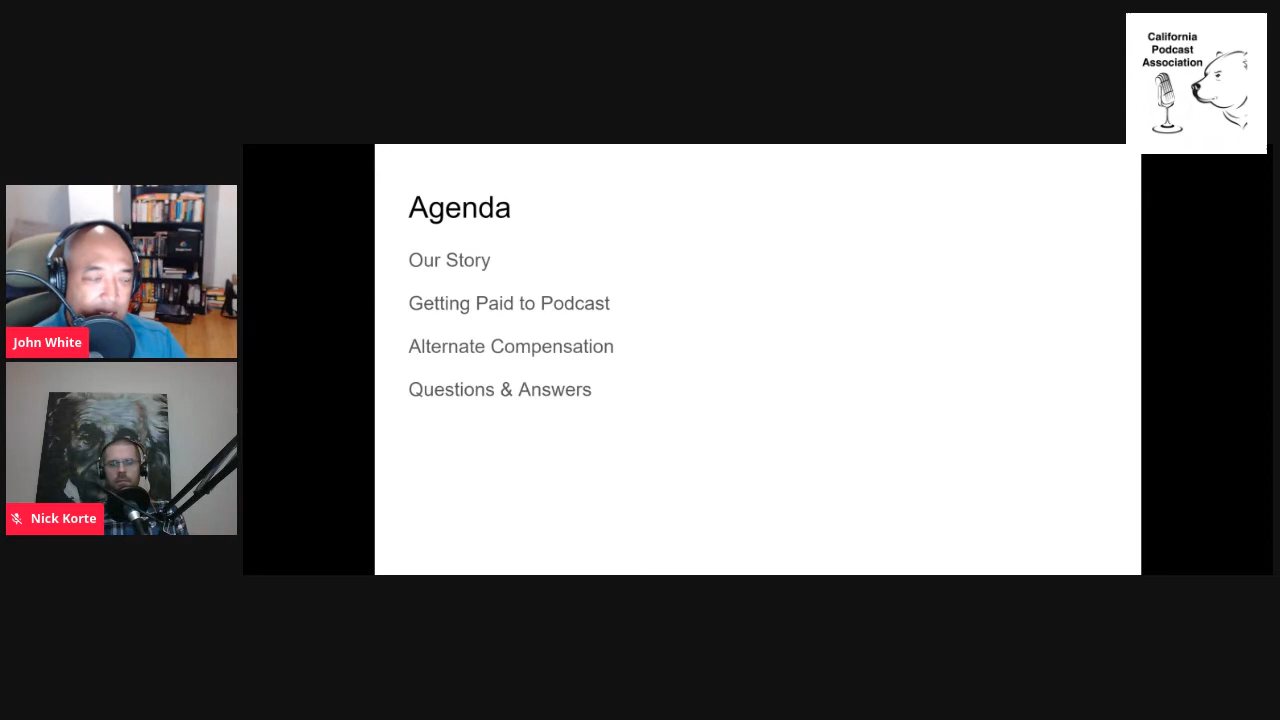 California
Podcast
Association
Agenda
Our Story
Getting Paid to Podcast
Alternate Compensation
Questions & Answers
John White
Nick Korte